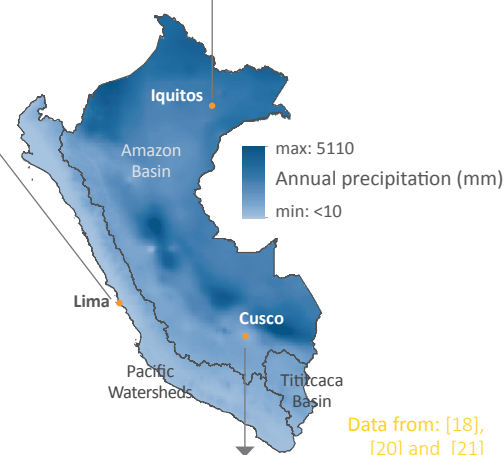 Iquitos
Amazon
Basin
max: 5110
Annual precipitation (mm)
min: <10
Lima
Cusco
Pacific
Watersheds
Tititcaca
Basin
Data from: [18],
[20] and [21]